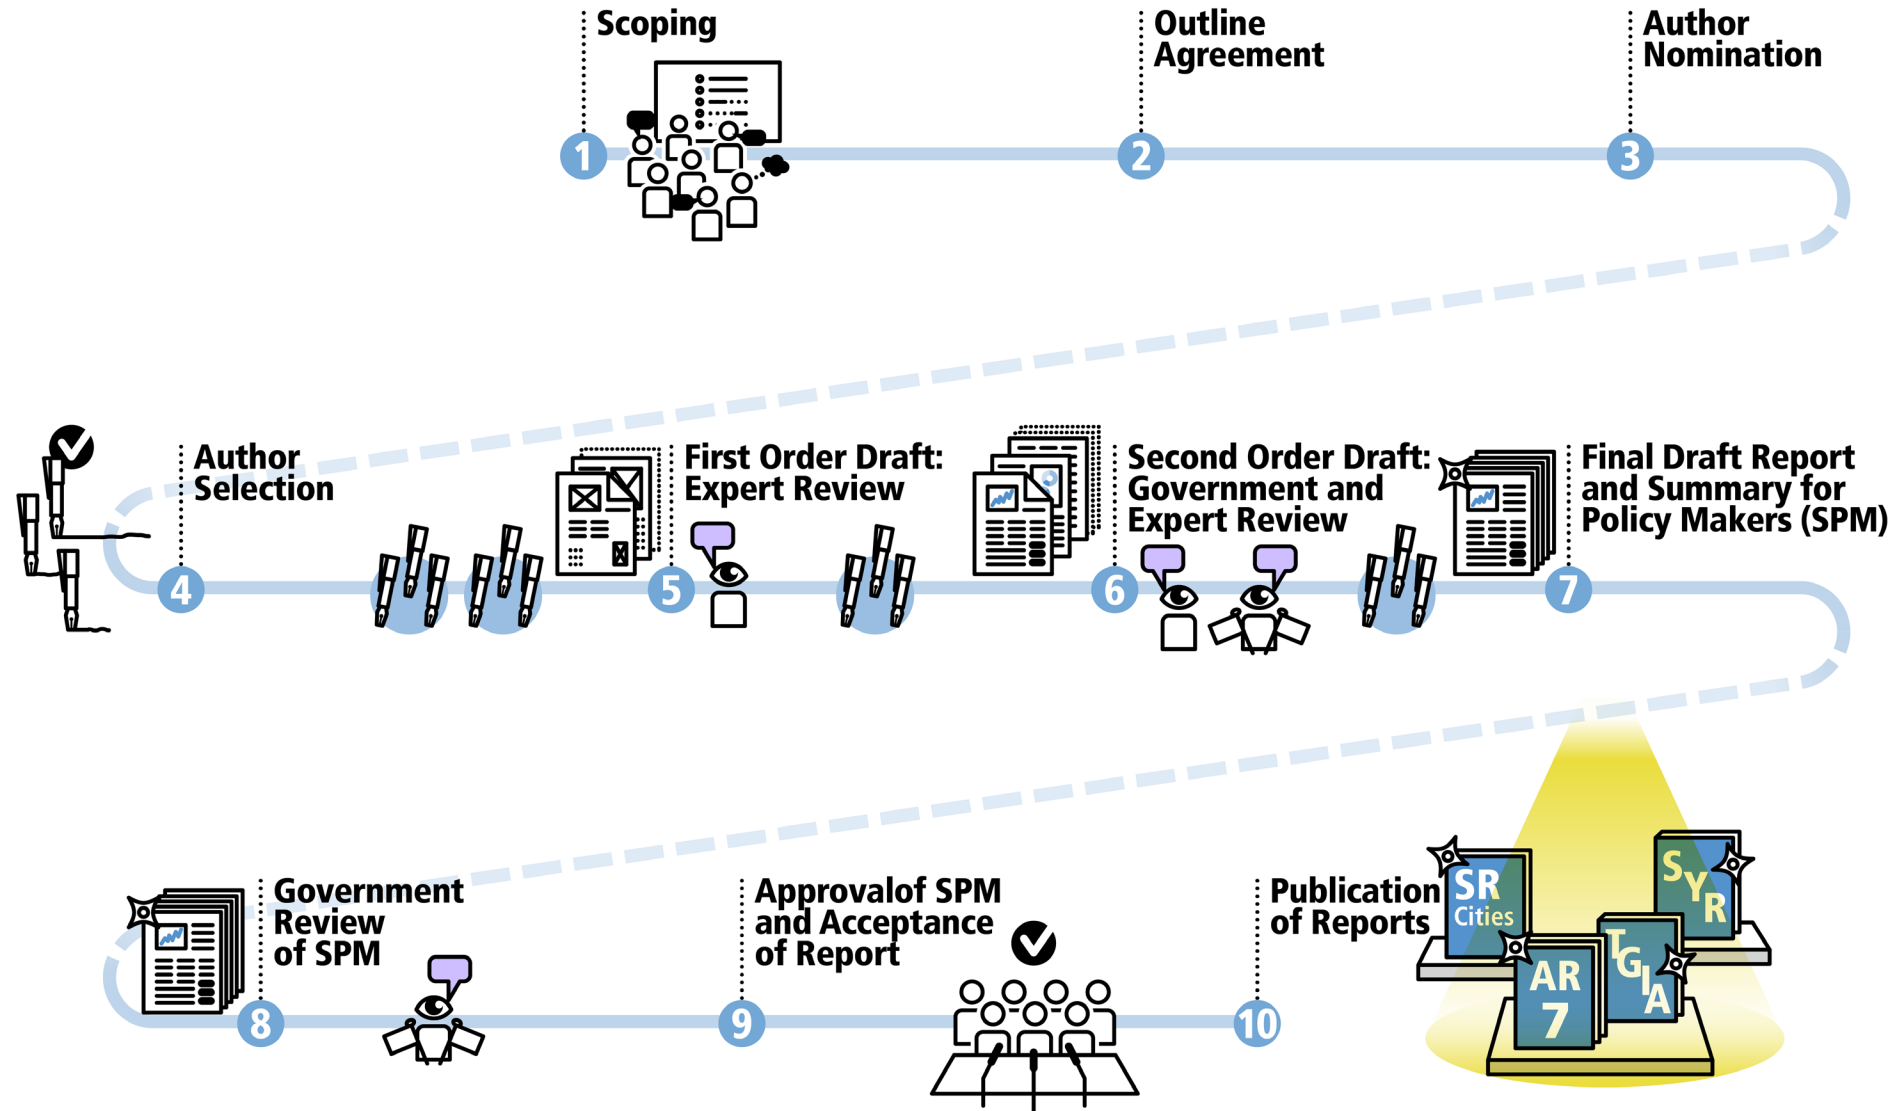 Scoping
1
Outline
Agreement
2
Author
Nomination
3
Author
Selection
4
First Order Draft:
Expert Review
5
Second Order Draft:
Government and
Expert Review
6
Final Draft Report
and Summary for
Policy Makers (SPM)
7
Government
Review
of SPM
8
Approvalof SPM
and Acceptance
of Report
9
Publication
of Reports
10
SR
Cities
SYR
AR
7
TGIA